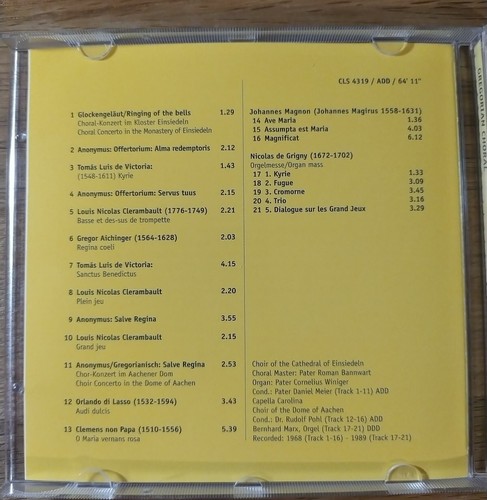 CLS 4319 / ADD / 64' 11"
1 Glockengeläut/Ringing of the bells 1.29
Choral-Konzert im Kloster Einsiedeln
Choral Concerto in the Monastery of Einsiedeln
2 Anonymus: Offertorium: Alma redemptoris 2.12
3 Tomás Luis de Victoria: 1.43
(1548-1611) Kyrie
4 Anonymus: Offertorium: Servus tuus 2.15
5 Louis Nicolas Clerambault (1776-1749) 2.21
Basse et des-sus de trompette
6 Gregor Aichinger (1564-1628) 2.03
Regina coeli
7 Tomás Luis de Victoria: 4.15
Sanctus Benedictus
8 Louis Nicolas Clerambault 2.20
Plein jeu
9 Anonymus: Salve Regina 3.55
10 Louis Nicolas Clerambault 2.15
Grand jeu
11 Anonymus/Gregorianisch: Salve Regina 2.53
Chor-Konzert im Aachener Dom
Choir Concerto in the Dome of Aachen
12 Orlando di Lasso (1532-1594) 3.43
Audi dulcis
13 Clemens non Papa (1510-1556) 5.39
O Maria vernans rosa
Johannes Magnon (Johannes Magirus 1558-1631)
14 Ave Maria 1.36
15 Assumpta est Maria 4.03
16 Magnificat 6.12
Nicolas de Grigny (1672-1702)
Orgelmesse/Organ mass
17 1. Kyrie 1.33
18 2. Fugue 3.09
19 3. Cromorne 3.45
20 4. Trio 3.16
21 5. Dialogue sur les Grand Jeux 3.29
Choir of the Cathedral of Einsiedeln
Choral Master: Pater Roman Bannwart
Organ: Pater Cornelius Winiger
Cond.: Pater Daniel Meier (Track 1-11) ADD
Capella Carolina
Choir of the Dome of Aachen
Cond.: Dr. Rudolf Pohl (Track 12-16) ADD
Bernhard Marx, Orgel (Track 17-21) DDD
Recorded: 1968 (Track 1-16) - 1989 (Track 17-21)
GREGORIAN CHORAL